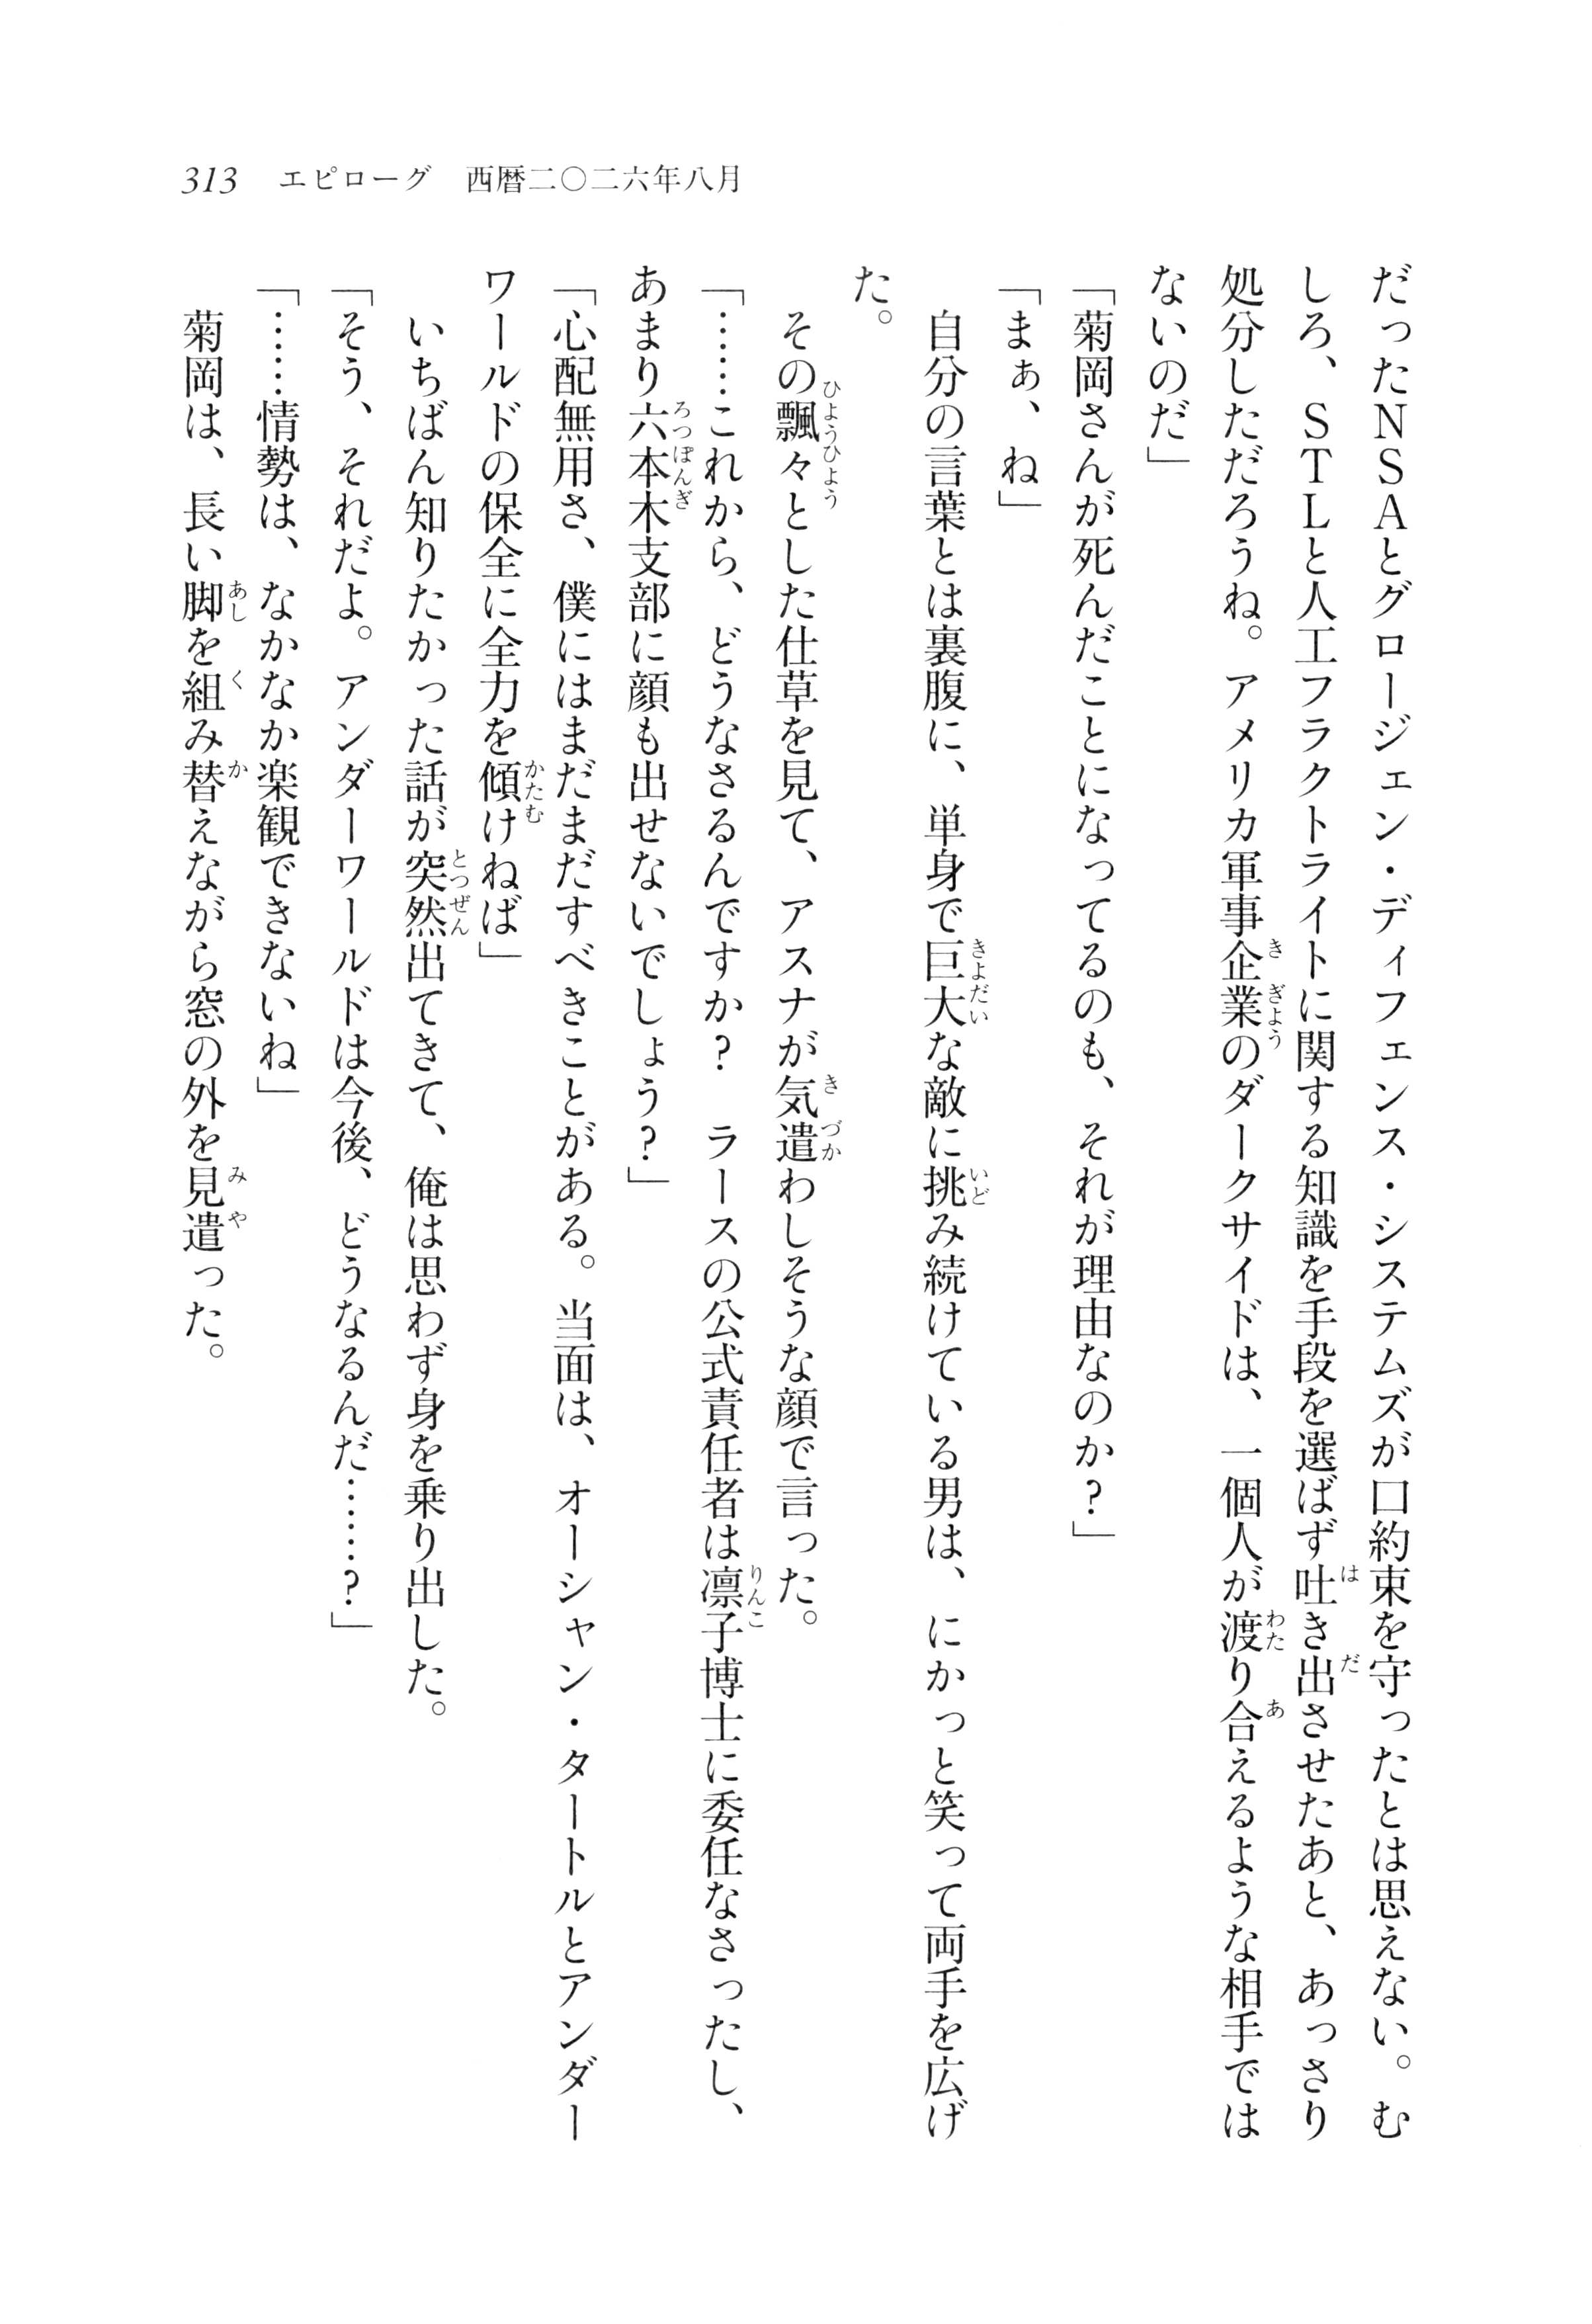 313 エピローグ 西暦二〇二六年八月
だったNSAとグロージェン・ディフェンス・システムズが口約束を守ったとは思えない。む
しろ、STLと人工フラクトライトに関する知識を手段を選ばず吐き出させたあと、あっさり
処分しただろうね。アメリカ軍事企業のダークサイドは、一個人が渡り合えるような相手では
ないのだ」
「菊岡さんが死んだことになってるのも、それが理由なのか?」
「まぁ、ね」
　自分の言葉とは裏腹に、単身で巨大な敵に挑み続けている男は、にかっと笑って両手を広げ
た。
　その飄々とした仕草を見て、アスナが気遣わしそうな顔で言った。
「……これから、どうなさるんですか?　ラースの公式責任者は凛子博士に委任なさったし、
あまり六本木支部に顔も出せないでしょう?」
「心配無用さ、僕にはまだまだすべきことがある。当面は、オーシャン・タートルとアンダー
ワールドの保全に全力を傾けねば」
　いちばん知りたかった話が突然出てきて、俺は思わず身を乗り出した。
「そう、それだよ。アンダーワールドは今後、どうなるんだ……?」
「……情勢は、なかなか楽観できないね」
　菊岡は、長い脚を組み替えながら窓の外を見遣った。